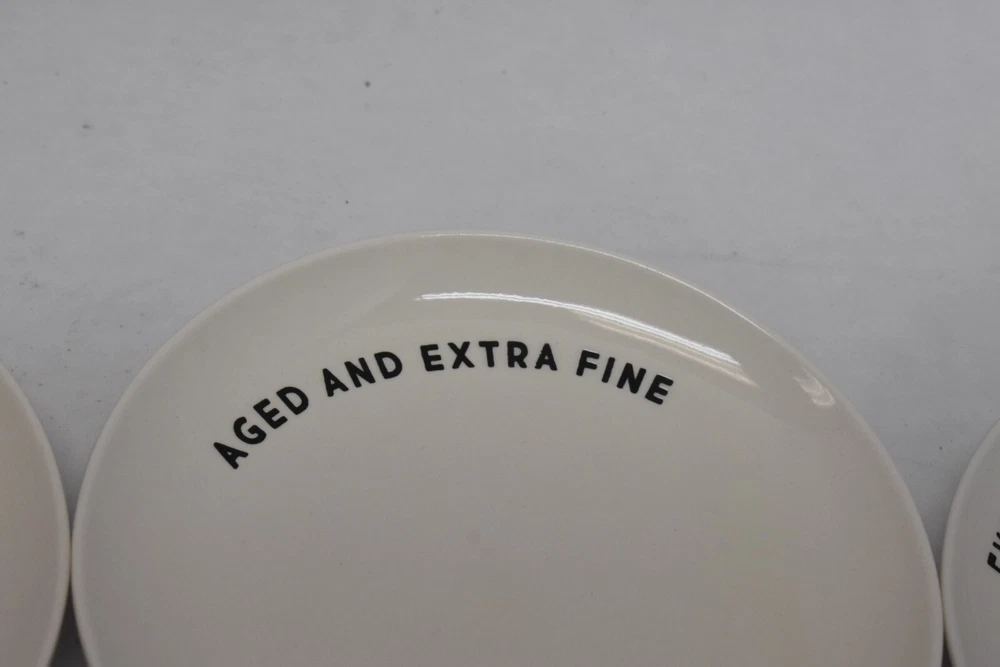 AGED AND EXTRA FINE